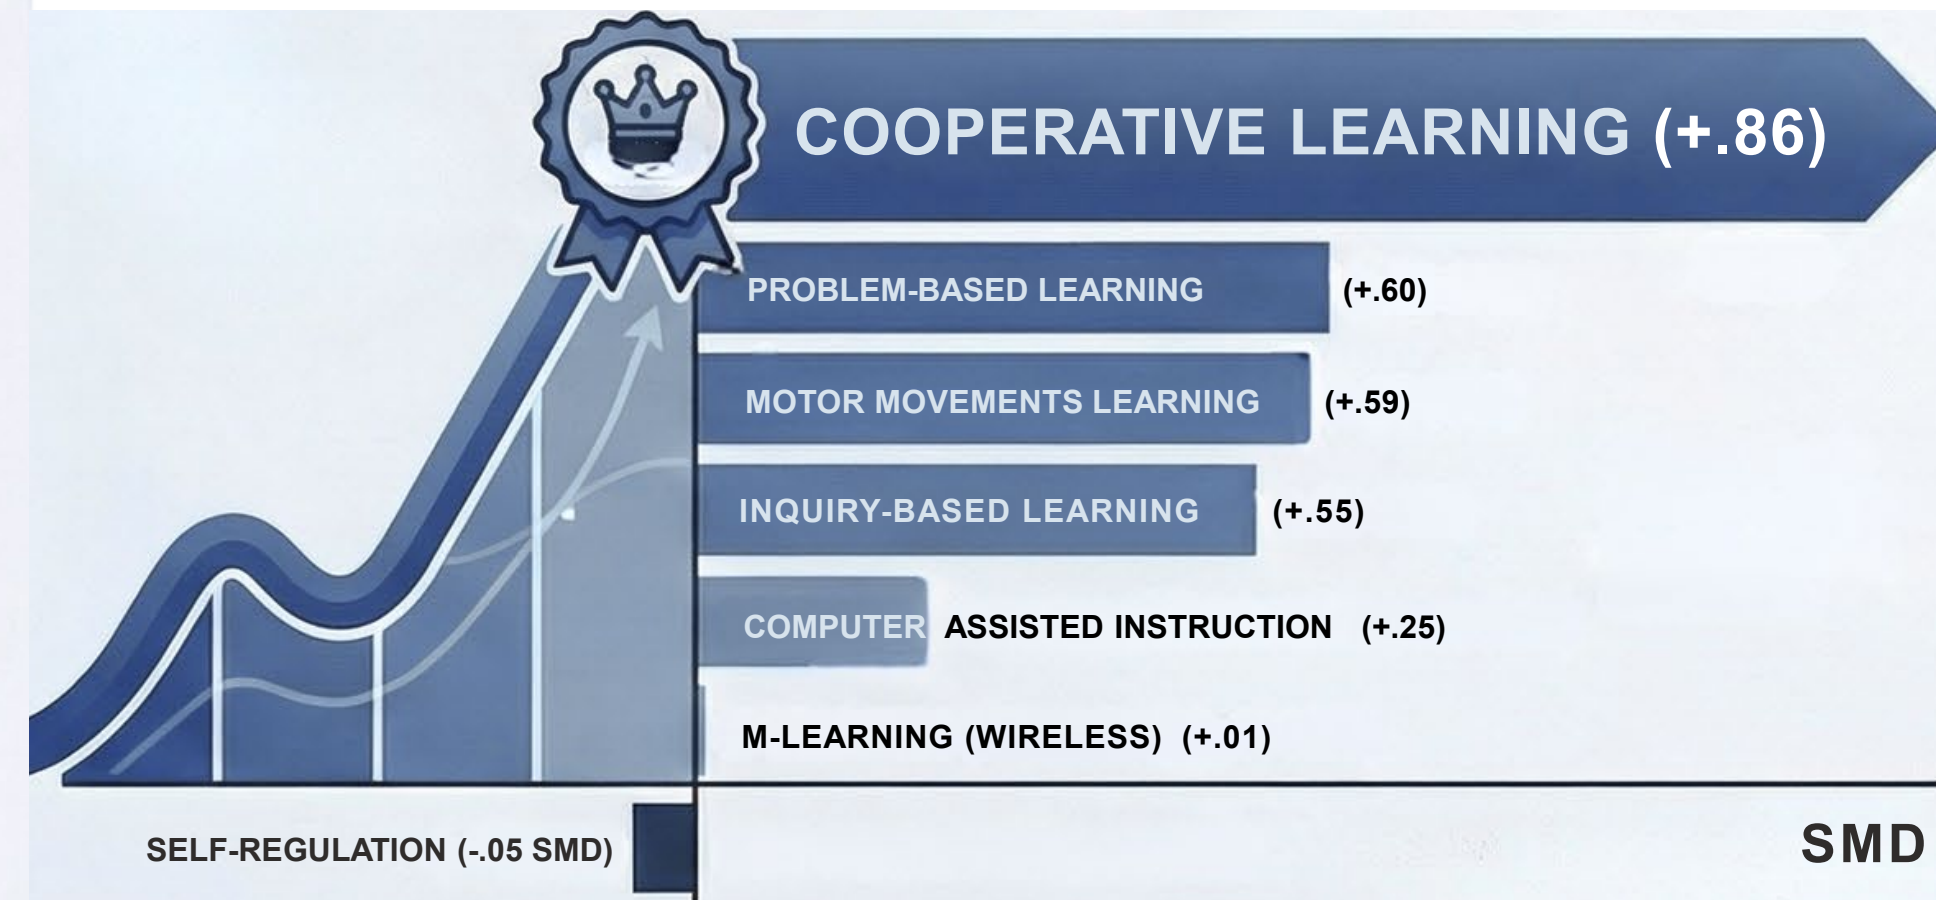 COOPERATIVE LEARNING (+.86)
PROBLEM-BASED LEARNING (+.60)
MOTOR MOVEMENTS LEARNING (+.59)
INQUIRY-BASED LEARNING (+.55)
COMPUTER ASSISTED INSTRUCTION (+.25)
M-LEARNING (WIRELESS) (+.01)
SELF-REGULATION (-.05 SMD)
SMD